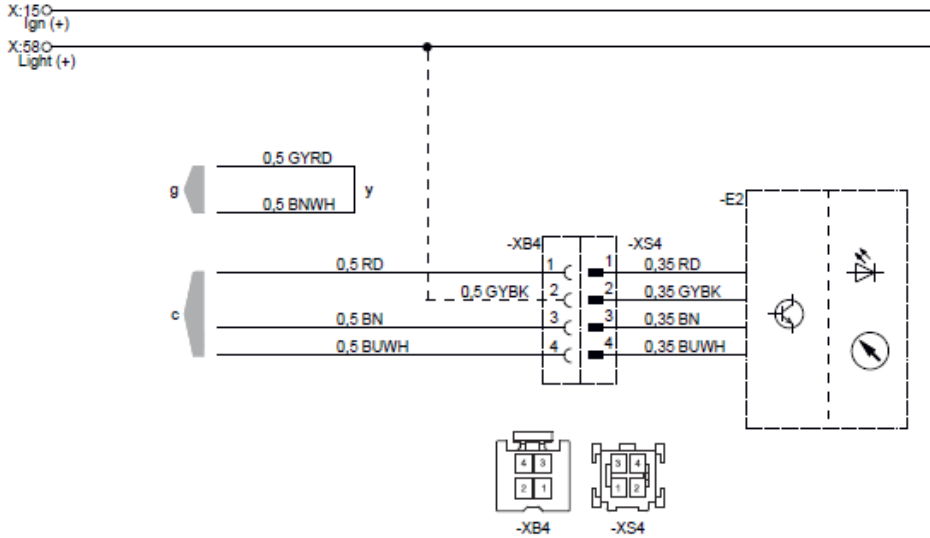 X:15
Ign (+)
X:58
Light (+)
0,5 GYRD
g
y
0,5 BNWH
-E2
-XB4
-XS4
0,5 RD
1
1
0,35 RD
0,5 GYBK
2
2
0,35 GYBK
c
0,5 BN
3
3
0,35 BN
0,5 BUWH
4
4
0,35 BUWH
4 3
3 4
2 1
1 2
-XB4
-XS4